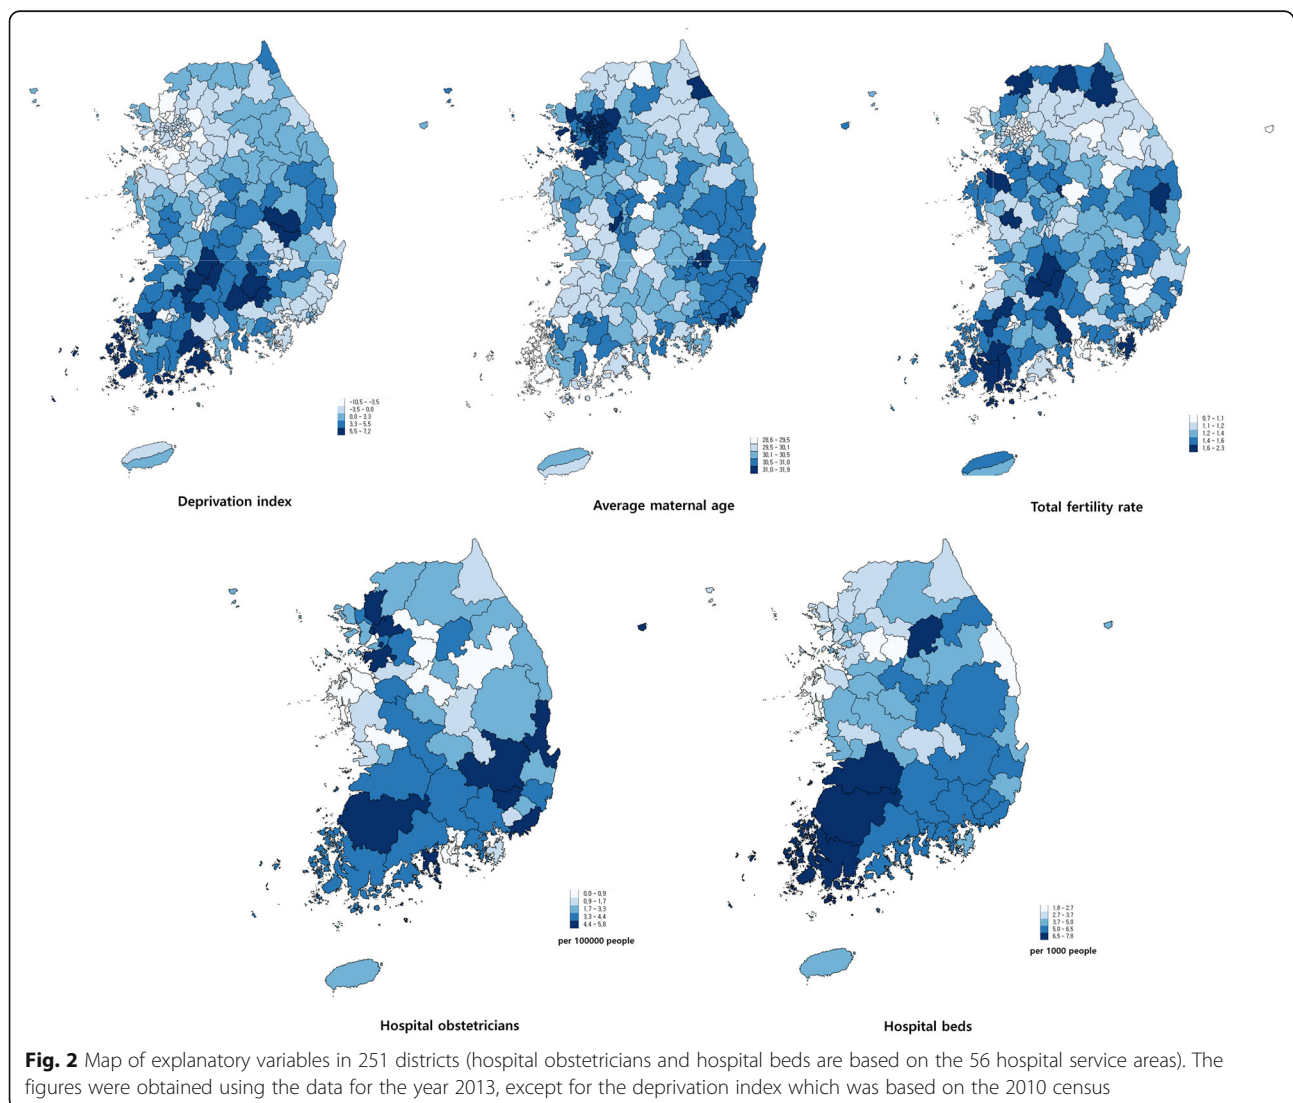 -10,5 - -3,5
-3,5 - 0,0
0,0 - 3,3
3,3 - 5,5
5,5 - 7,2
Deprivation index
28,6 - 29,5
29,5 - 30,1
30,1 - 30,5
30,5 - 31,0
31,0 - 31,9
Average maternal age
0,7 - 1,1
1,1 - 1,2
1,2 - 1,4
1,4 - 1,6
1,6 - 2,3
Total fertility rate
0,0 - 0,9
0,9 - 1,7
1,7 - 3,3
3,3 - 4,4
4,4 - 5,8
per 100000 people
Hospital obstetricians
1,8 - 2,7
2,7 - 3,7
3,7 - 5,0
5,0 - 6,5
6,5 - 7,8
per 1000 people
Hospital beds
Fig. 2 Map of explanatory variables in 251 districts (hospital obstetricians and hospital beds are based on the 56 hospital service areas). The
figures were obtained using the data for the year 2013, except for the deprivation index which was based on the 2010 census